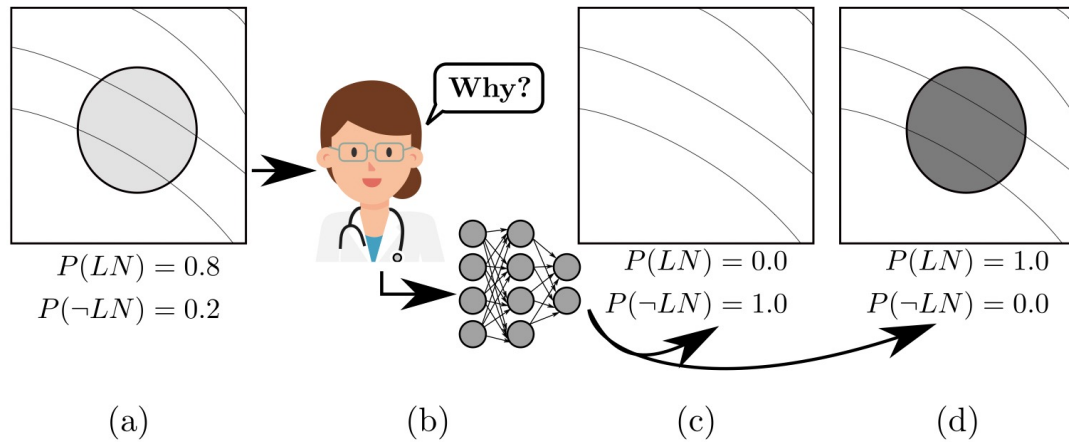 Why?
P(LN) = 0.8
P(¬LN) = 0.2
P(LN) = 0.0
P(¬LN) = 1.0
P(LN) = 1.0
P(¬LN) = 0.0
(a)
(b)
(c)
(d)